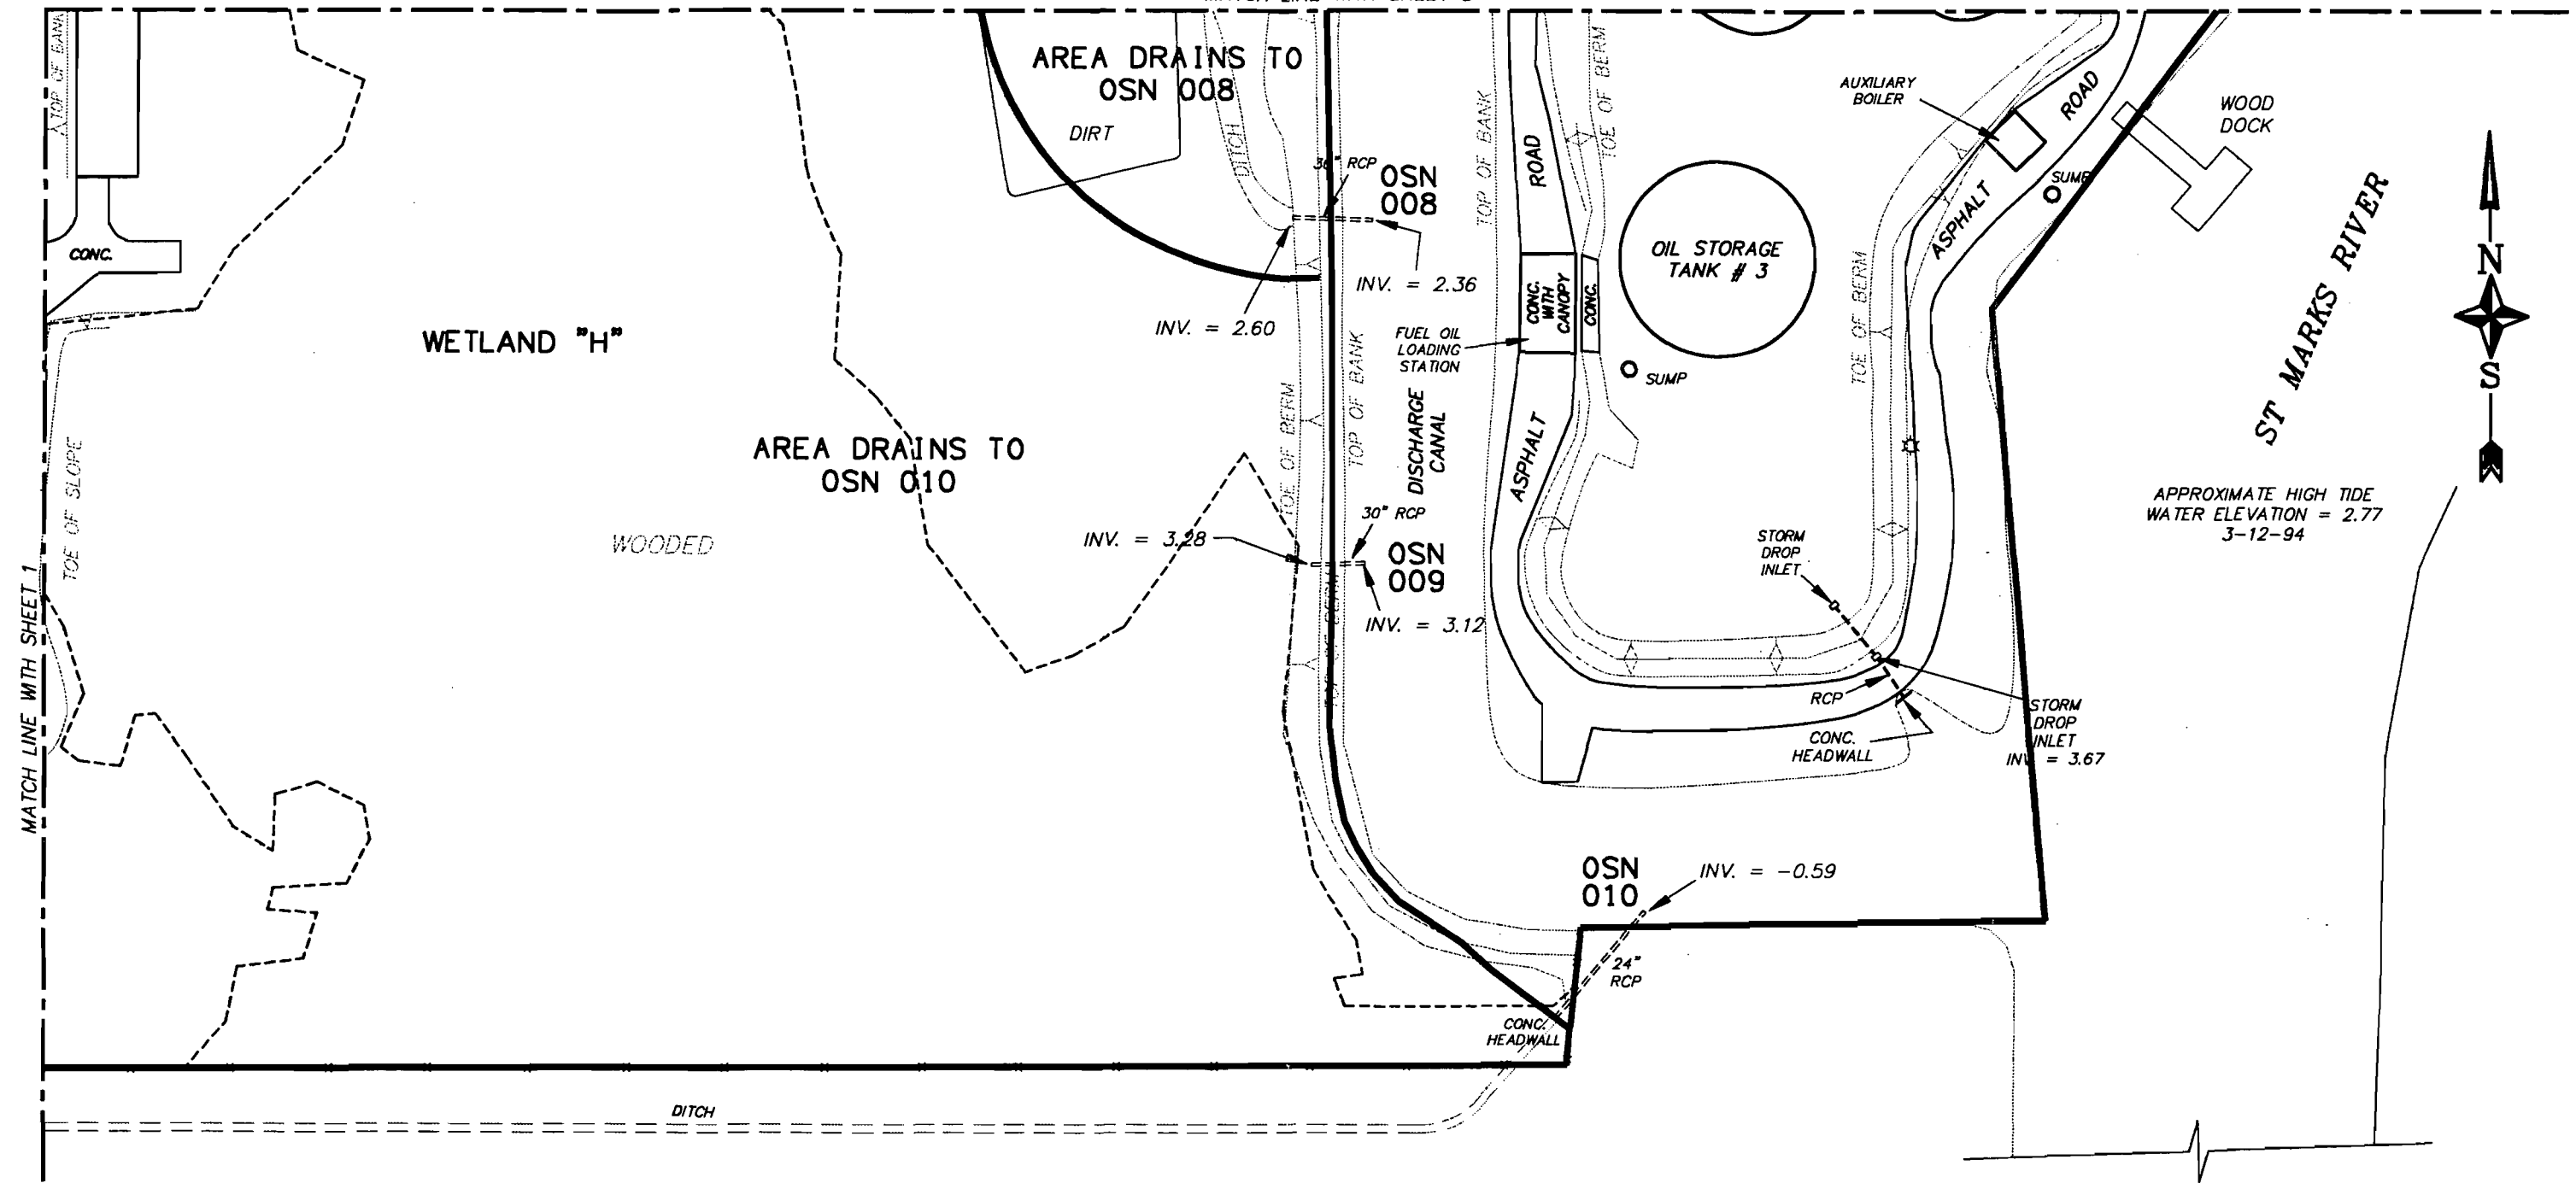 TOP OF BANK
AREA DRAINS TO
OSN 008
DIRT
DITCH
36" RCP
OSN
008
INV. = 2.36
INV. = 2.60
TOP OF BANK
ROAD
TOE OF BERM
AUXILIARY
BOILER
ROAD
WOOD
DOCK
SUMP
ASPHALT
ST MARKS RIVER
N
S
CONC.
WETLAND "H"
OIL STORAGE
TANK # 3
CONC.
WITH
CANOPY
CONC.
FUEL OIL
LOADING
STATION
SUMP
TOE OF BERM
TOE OF SLOPE
AREA DRAINS TO
OSN 010
WOODED
TOE OF BERM
TOP OF BANK
DISCHARGE
CANAL
ASPHALT
30" RCP
INV. = 3.28
OSN
009
INV. = 3.12
APPROXIMATE HIGH TIDE
WATER ELEVATION = 2.77
3-12-94
STORM
DROP
INLET
MATCH LINE WITH SHEET 1
RCP
STORM
DROP
INLET
INV = 3.67
CONC.
HEADWALL
OSN
010
INV. = -0.59
24"
RCP
CONC.
HEADWALL
DITCH